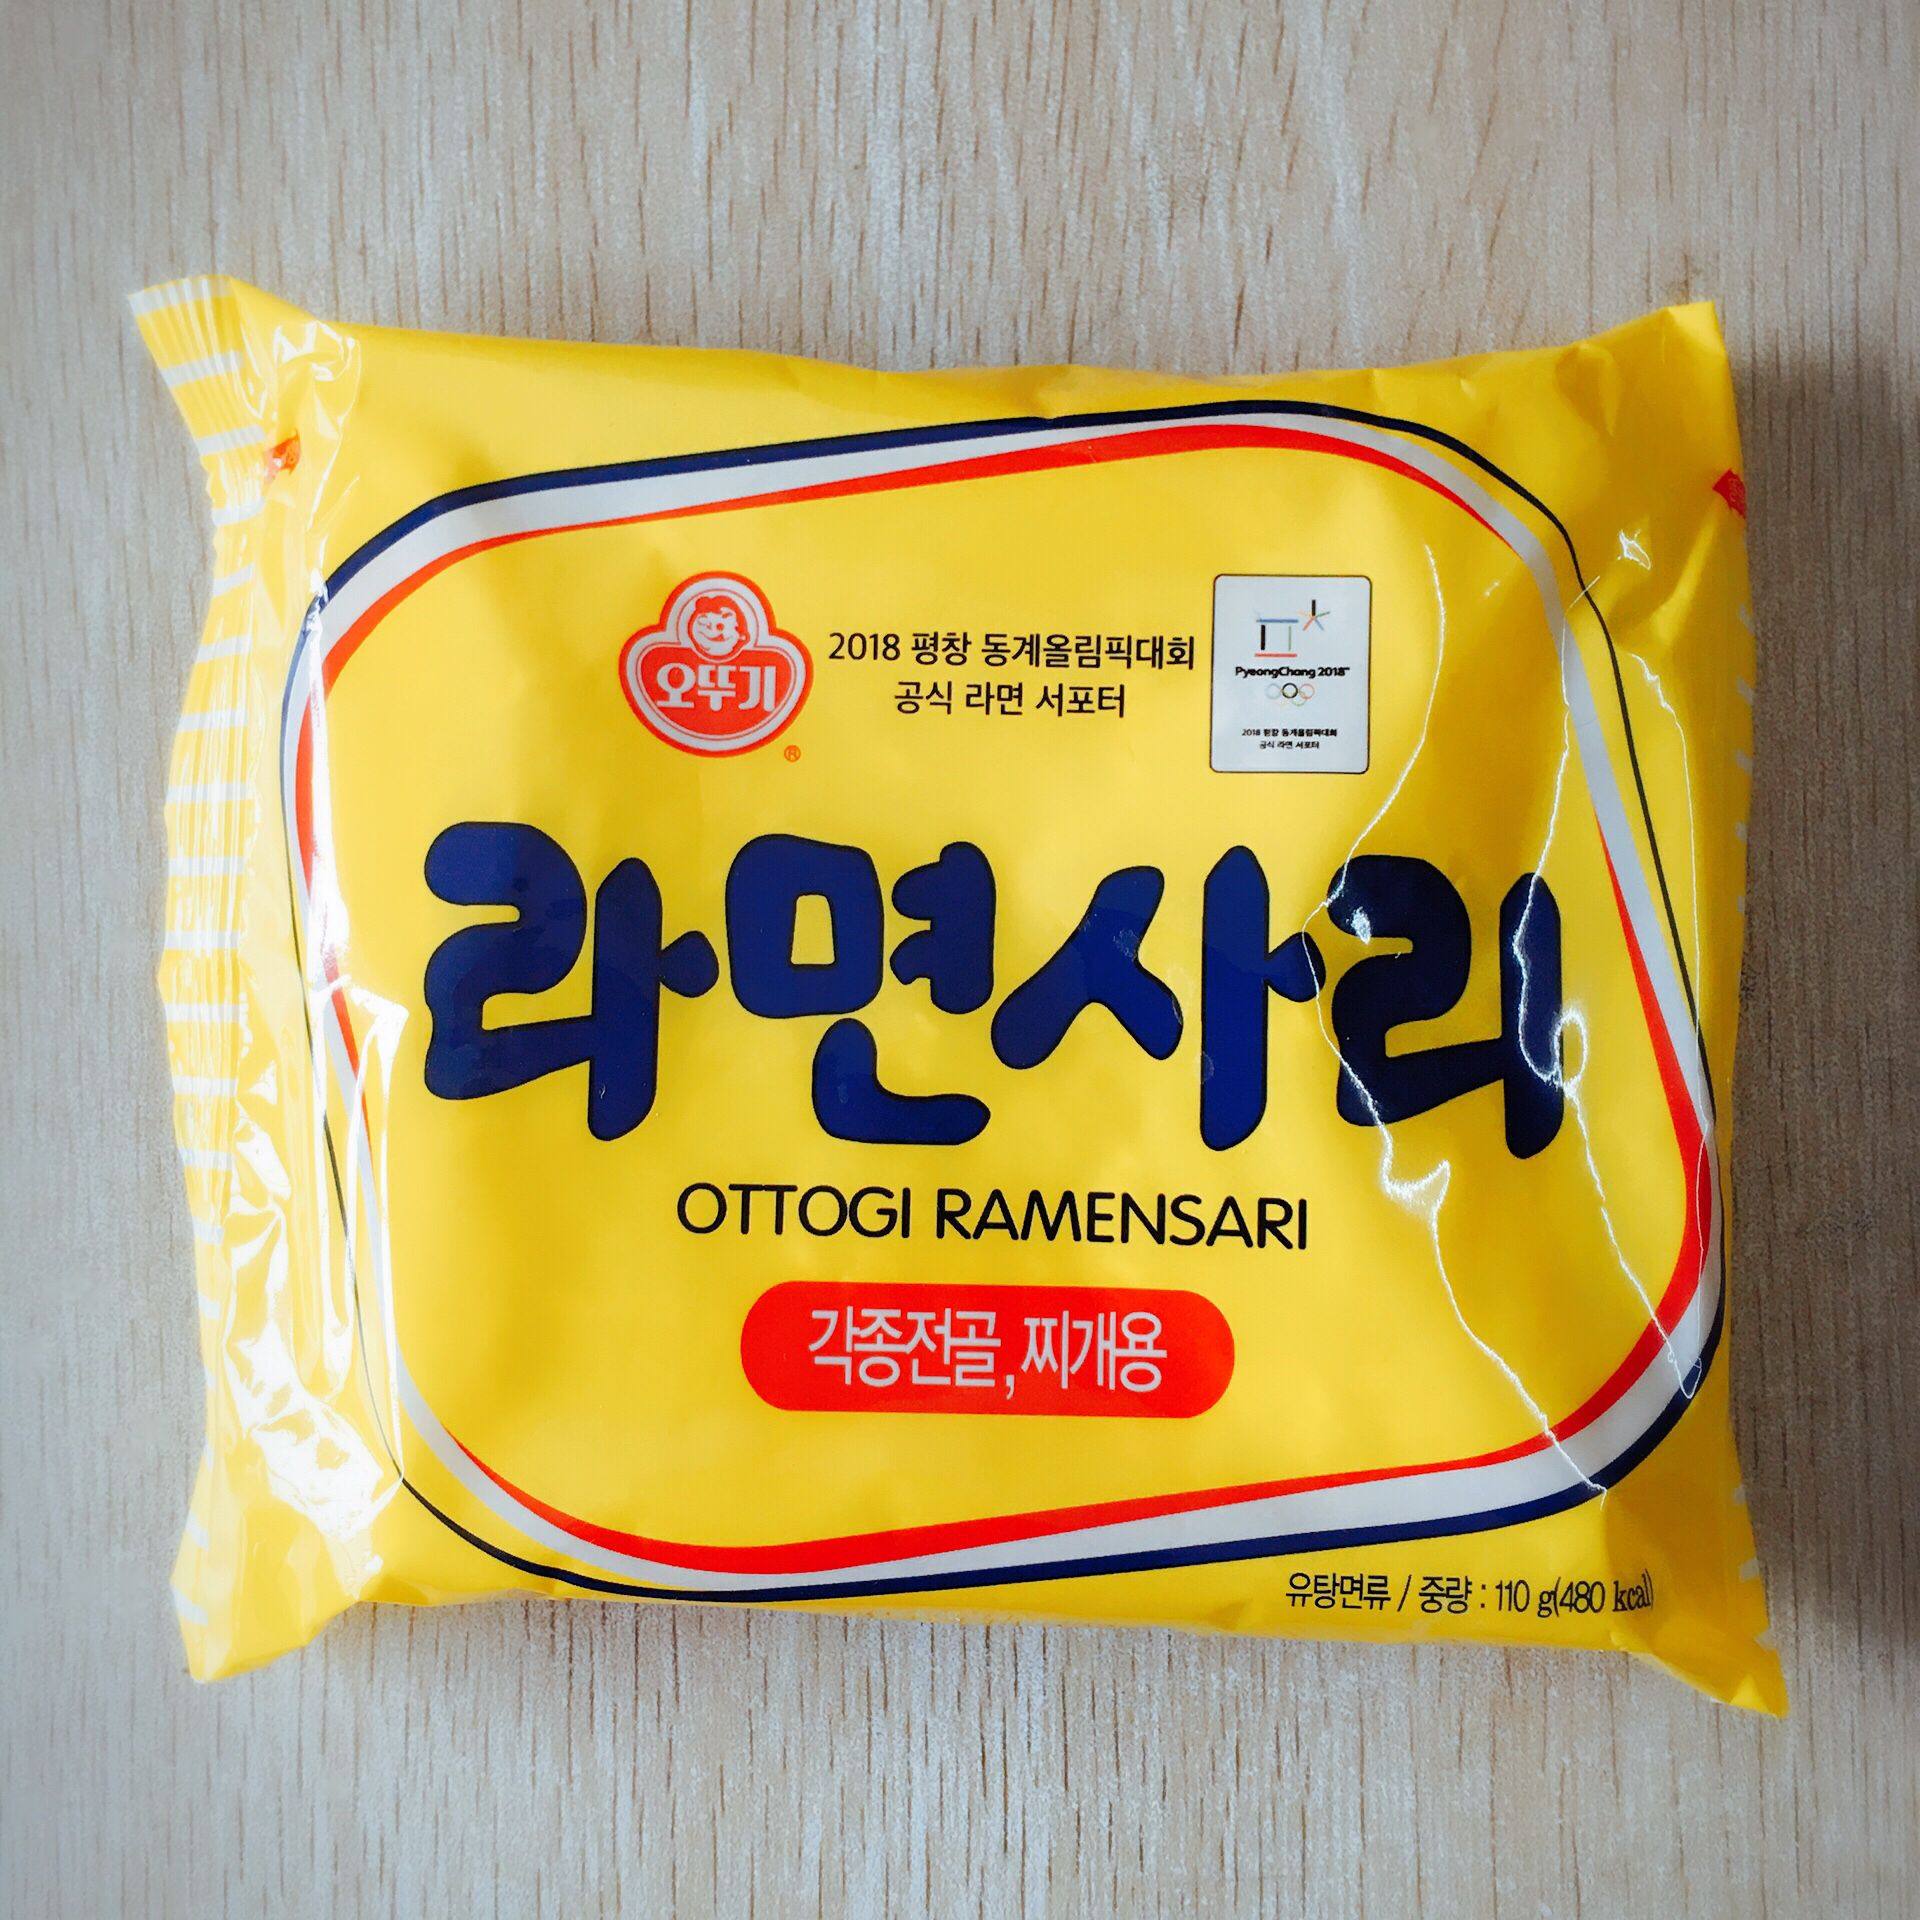 오뚜기
®
2018 평창 동계올림픽대회
공식 라면 서포터
PyeongChang 2018™
2018 평창 동계올림픽대회
공식 라면 서포터
라면사리
OTTOGI RAMENSARI
각종전골, 찌개용
유탕면류 / 중량 : 110 g(480 kcal)